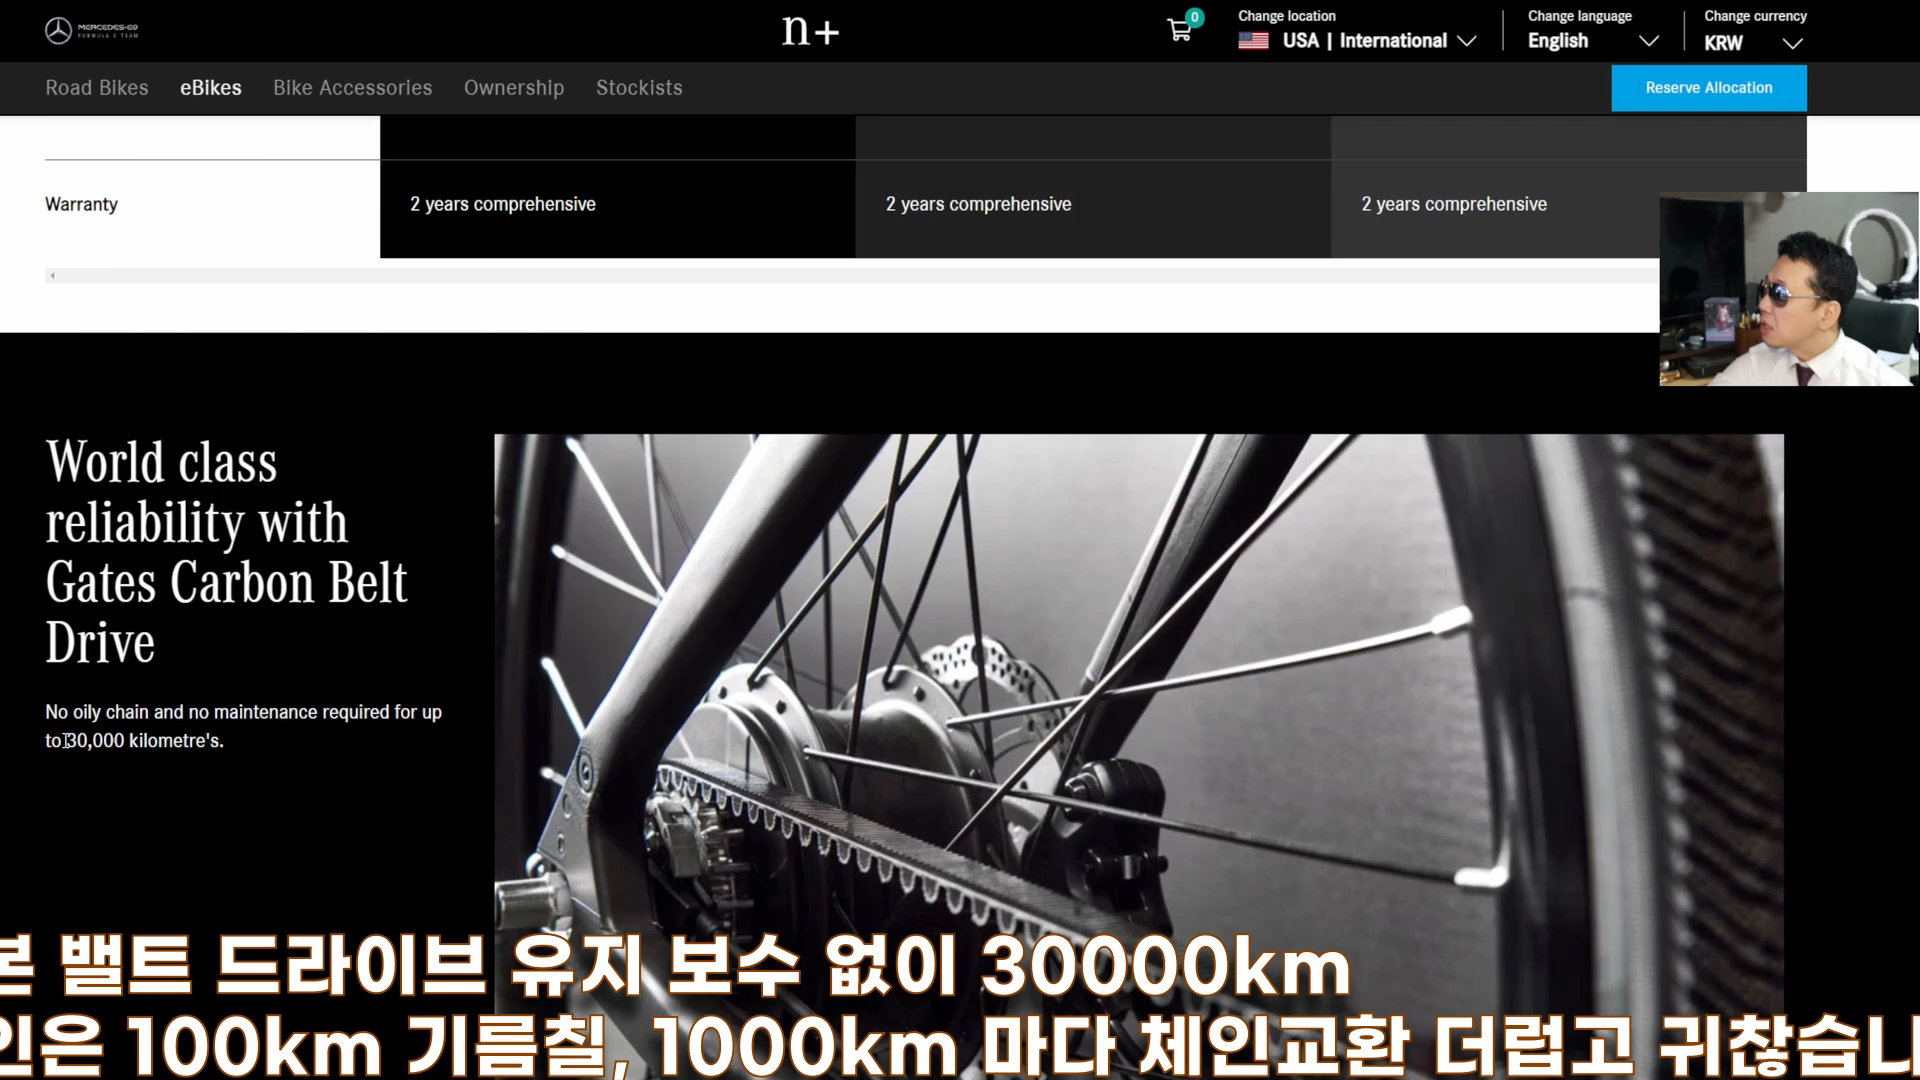 MERCEDES-EQ
FORMULA E TEAM
n+
0
Change location
USA | International
Change language
English
Change currency
KRW
Road Bikes
eBikes
Bike Accessories
Ownership
Stockists
Reserve Allocation
Warranty
2 years comprehensive
2 years comprehensive
2 years comprehensive
World class
reliability with
Gates Carbon Belt
Drive
No oily chain and no maintenance required for up
to 30,000 kilometre's.
본 밸트 드라이브 유지 보수 없이 30000km
인은 100km 기름칠, 1000km 마다 체인교환 더럽고 귀찮습니